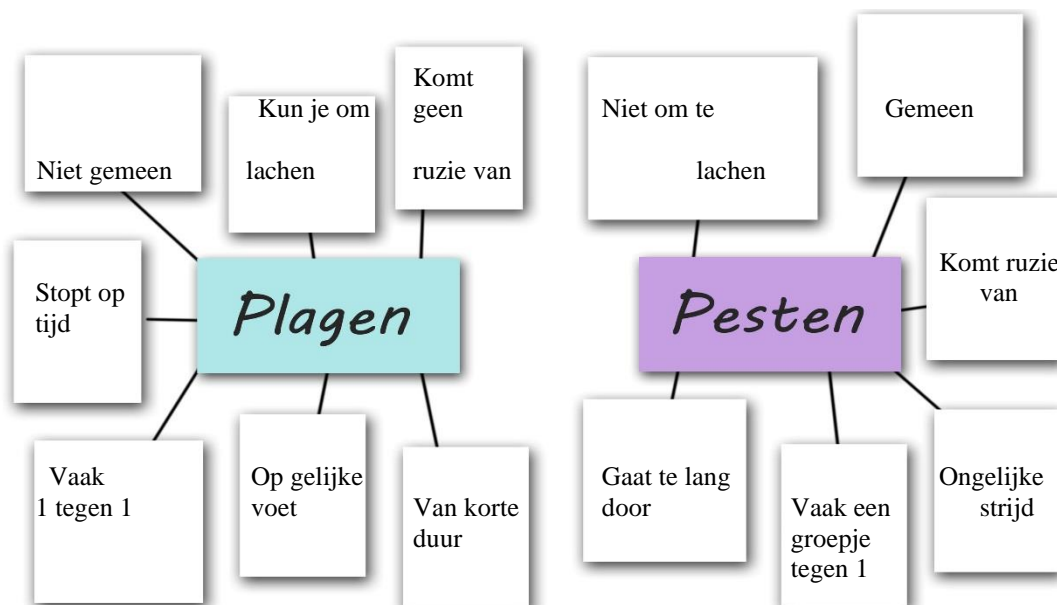 Niet gemeen
Kun je om
lachen
Komt
geen
ruzie van
Stopt op
tijd
Plagen
Vaak
1 tegen 1
Op gelijke
voet
Van korte
duur
Niet om te
lachen
Gemeen
Komt ruzie
van
Pesten
Gaat te lang
door
Vaak een
groepje
tegen 1
Ongelijke
strijd